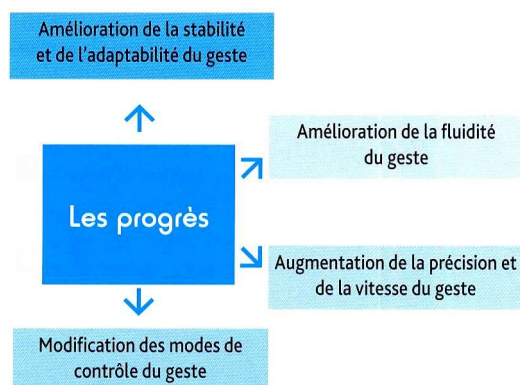 Amélioration de la stabilité
et de l'adaptabilité du geste
Amélioration de la fluidité
du geste
Les progrès
Augmentation de la précision et
de la vitesse du geste
Modification des modes de
contrôle du geste